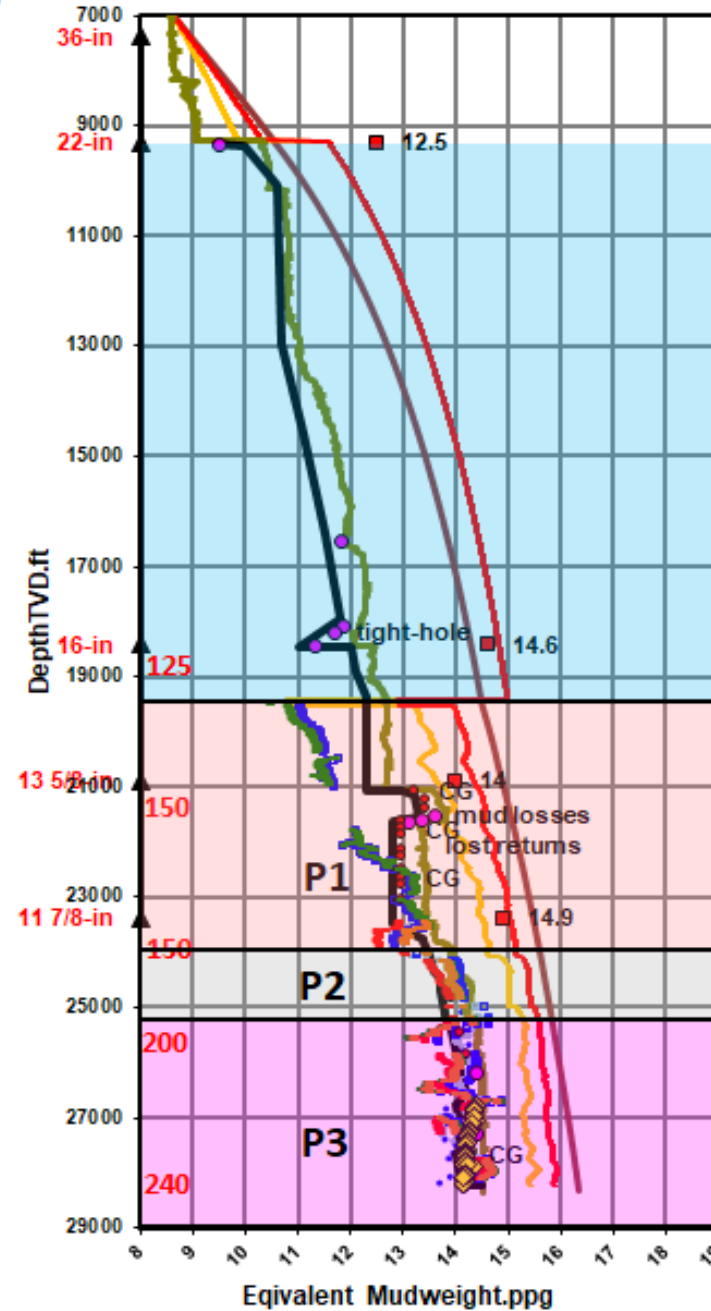 7000
36-in
9000
22-in
12.5
11000
13000
15000
DepthTVD.ft
17000
tight-hole
16-in
14.6
19000
125
13 5/8-in
21000
14
CG
150
mud losses
CG
lost returns
P1
CG
23000
11 7/8-in
14.9
150
P2
25000
200
P3
27000
CG
240
29000
8 9 10 11 12 13 14 15 16 17 18 19
Eqivalent Mudweight.ppg